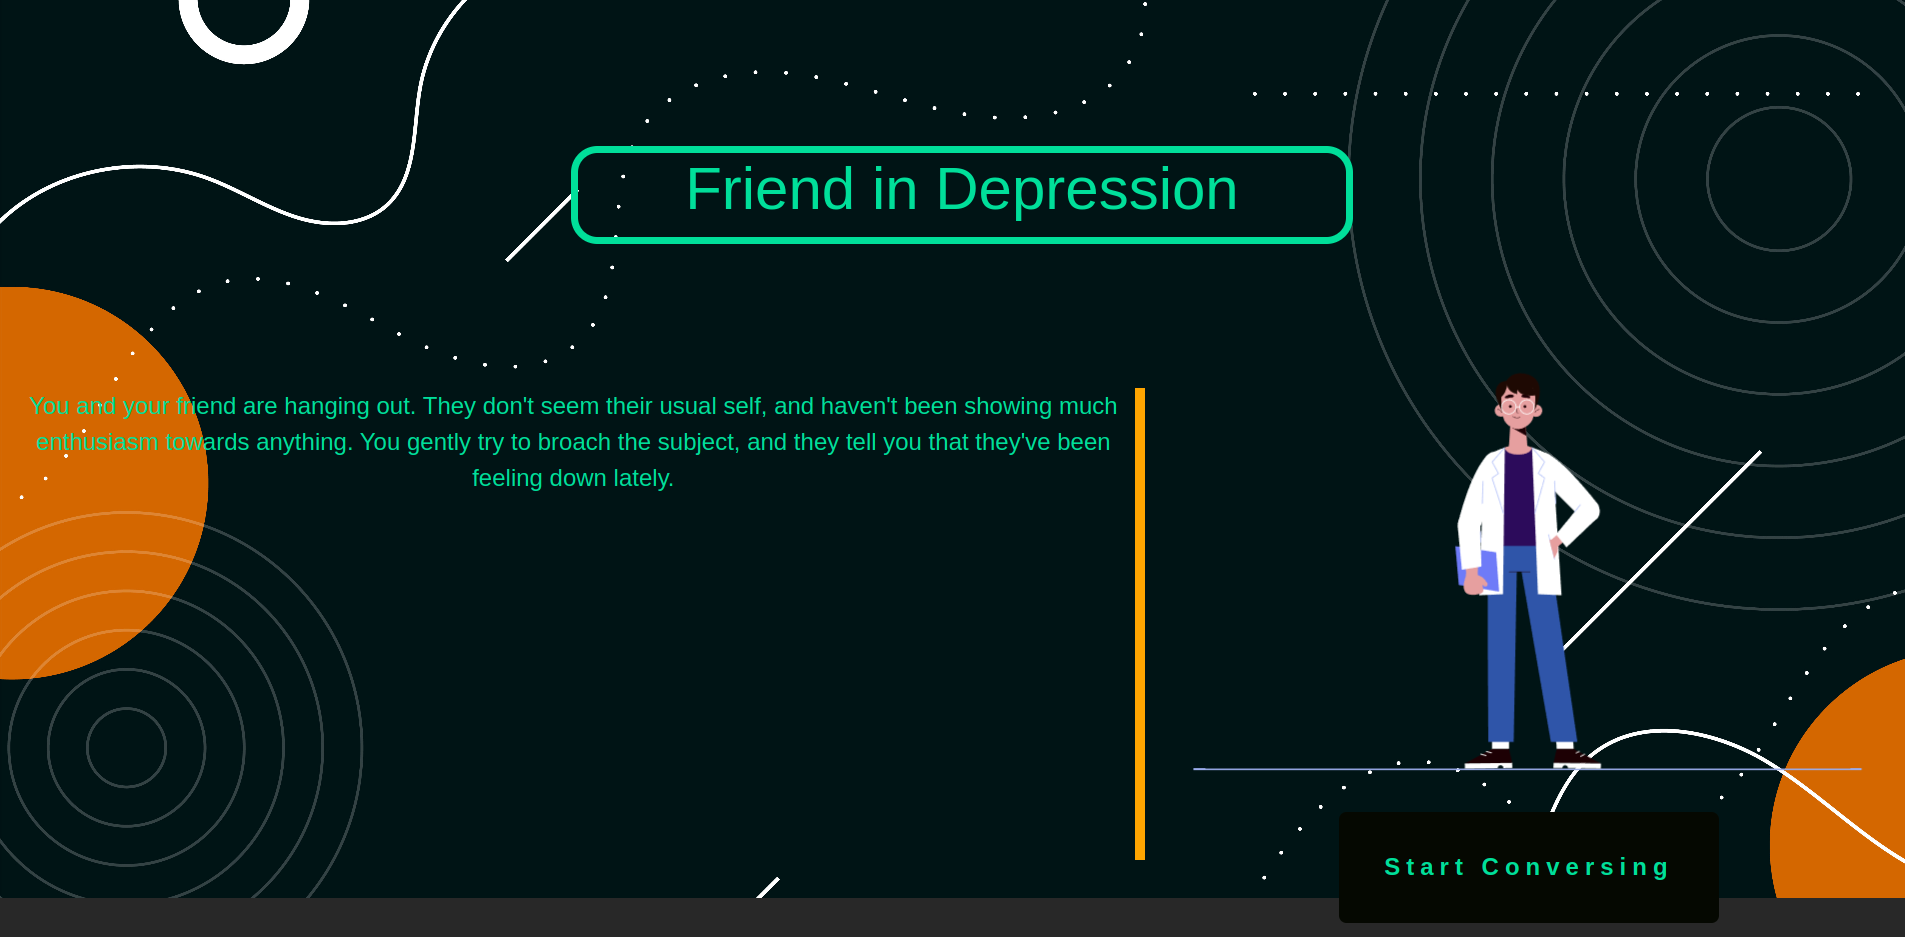 Friend in Depression
You and your friend are hanging out. They don't seem their usual self, and haven't been showing much
enthusiasm towards anything. You gently try to broach the subject, and they tell you that they've been
feeling down lately.
Start Conversing